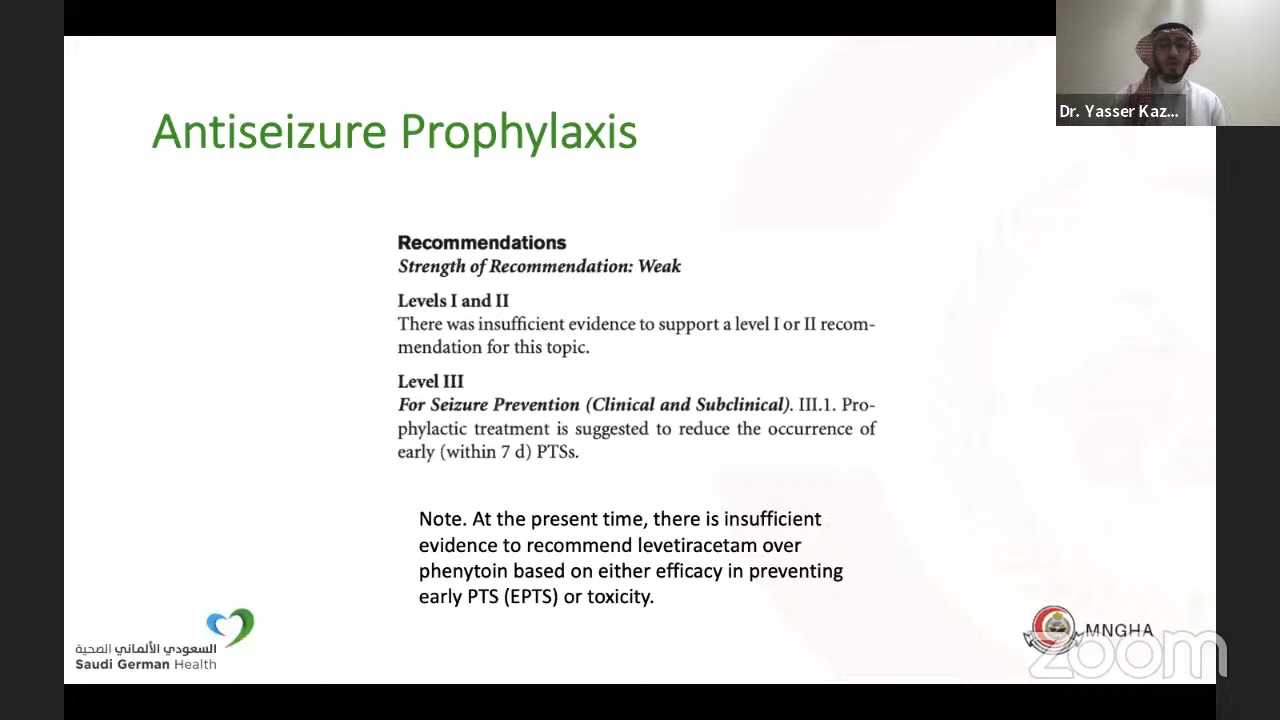 Dr. Yasser Kaz...
Antiseizure Prophylaxis
Recommendations
Strength of Recommendation: Weak
Levels I and II
There was insufficient evidence to support a level I or II recom-
mendation for this topic.
Level III
For Seizure Prevention (Clinical and Subclinical). III.1. Pro-
phylactic treatment is suggested to reduce the occurrence of
early (within 7 d) PTSs.
Note. At the present time, there is insufficient
evidence to recommend levetiracetam over
phenytoin based on either efficacy in preventing
early PTS (EPTS) or toxicity.
السعودي الألماني الصحية
Saudi German Health
MNGHA
zoom